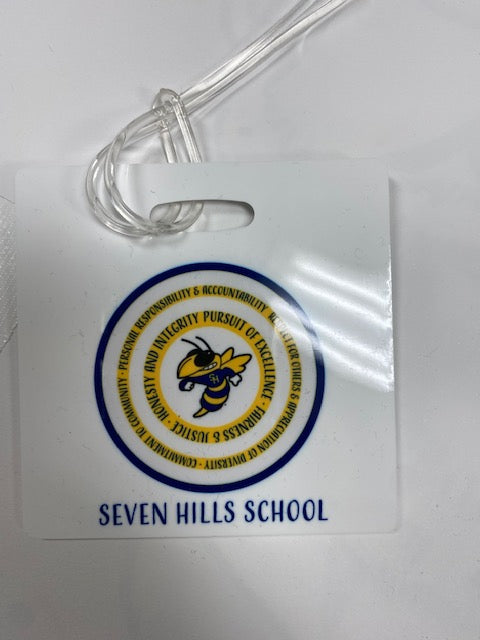 PERSONAL RESPONSIBILITY & ACCOUNTABILITY · RESPECT FOR OTHERS & APPRECIATION OF DIVERSITY · COMMITMENT TO COMMUNITY ·
HONESTY AND INTEGRITY · PURSUIT OF EXCELLENCE · FAIRNESS & JUSTICE ·
SH
SEVEN HILLS SCHOOL